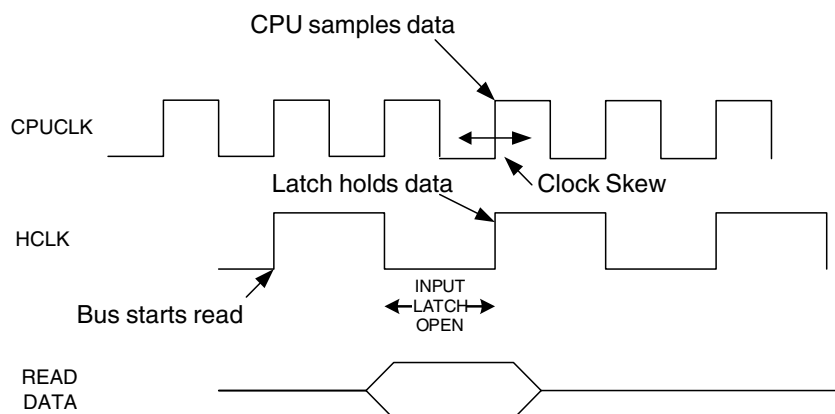 CPU samples data
CPUCLK
Clock Skew
Latch holds data
HCLK
INPUT
LATCH
OPEN
Bus starts read
READ
DATA